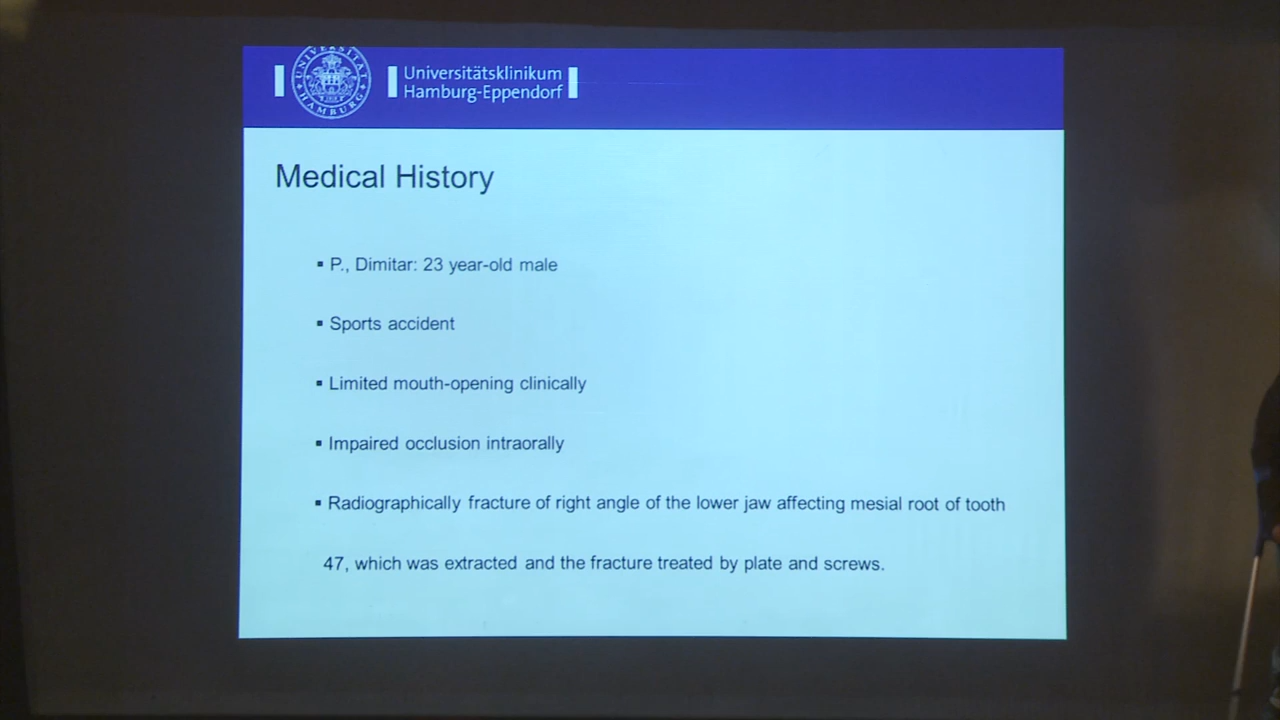 UNIVERSITÄT
HAMBURG
Universitätsklinikum
Hamburg-Eppendorf
Medical History
▪ P., Dimitar: 23 year-old male
▪ Sports accident
▪ Limited mouth-opening clinically
▪ Impaired occlusion intraorally
▪ Radiographically fracture of right angle of the lower jaw affecting mesial root of tooth
47, which was extracted and the fracture treated by plate and screws.